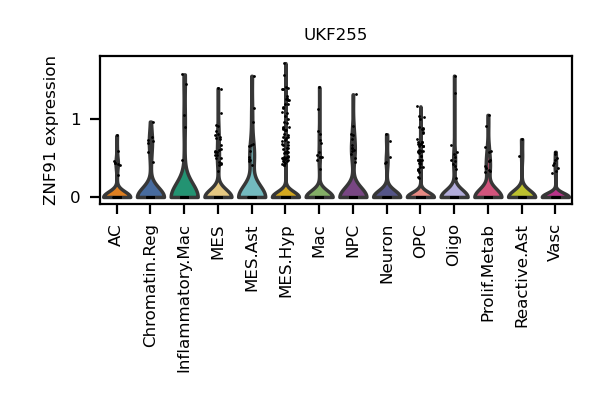 UKF255
ZNF91 expression
1
0
AC
Chromatin.Reg
Inflammatory.Mac
MES
MES.Ast
MES.Hyp
Mac
NPC
Neuron
OPC
Oligo
Prolif.Metab
Reactive.Ast
Vasc